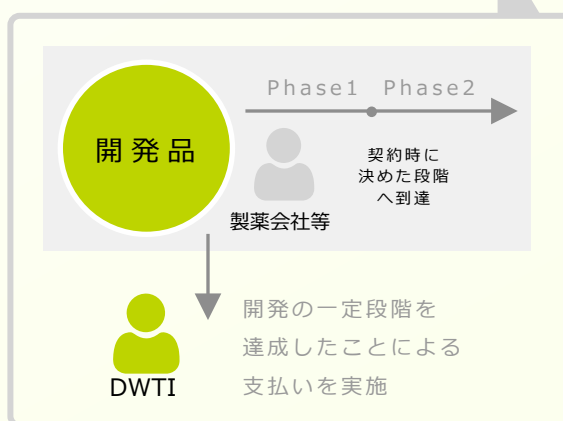 Phase1 Phase2
開発品
契約時に
決めた段階
へ到達
製薬会社等
開発の一定段階を
達成したことによる
支払いを実施
DWTI